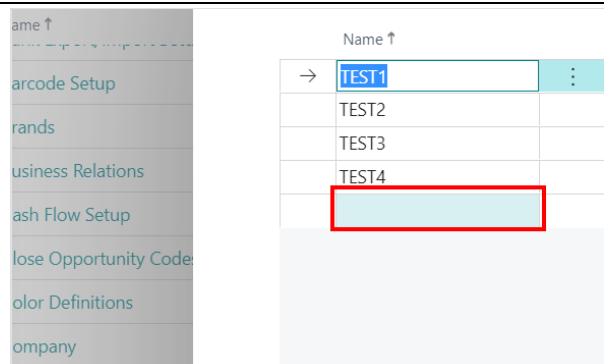 ame ↑
arcode Setup
rands
usiness Relations
ash Flow Setup
lose Opportunity Codes
olor Definitions
ompany
Name ↑
TEST1
TEST2
TEST3
TEST4